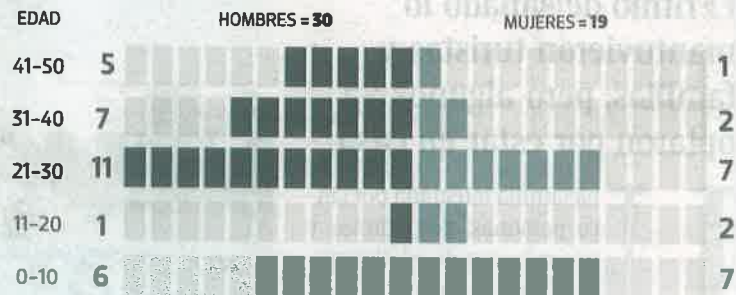 EDAD HOMBRES = 30 MUJERES = 19
41-50 5 1
31-40 7 2
21-30 11 7
11-20 1 2
0-10 6 7